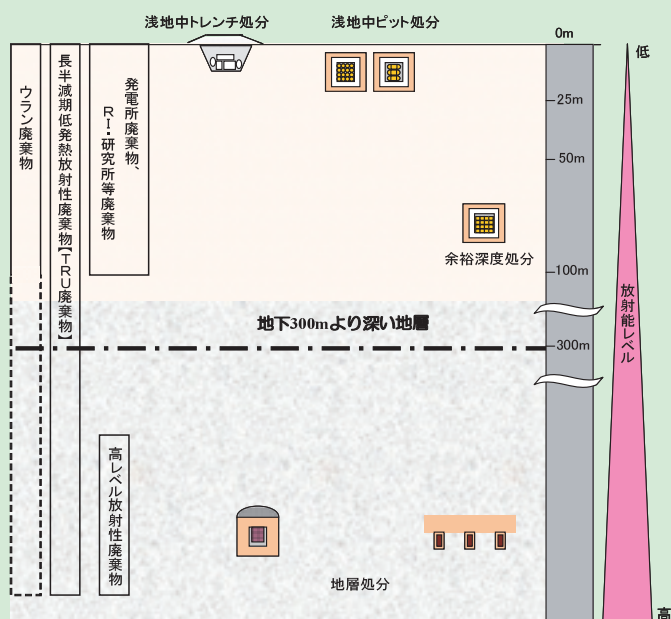 浅地中トレンチ処分
浅地中ピット処分
0m
低
25m
50m
100m
300m
ウラン廃棄物
長半減期低発熱放射性廃棄物【TRU廃棄物】
発電所廃棄物、
RI・研究所等廃棄物
余裕深度処分
地下300mより深い地層
放射能レベル
高レベル放射性廃棄物
地層処分
高